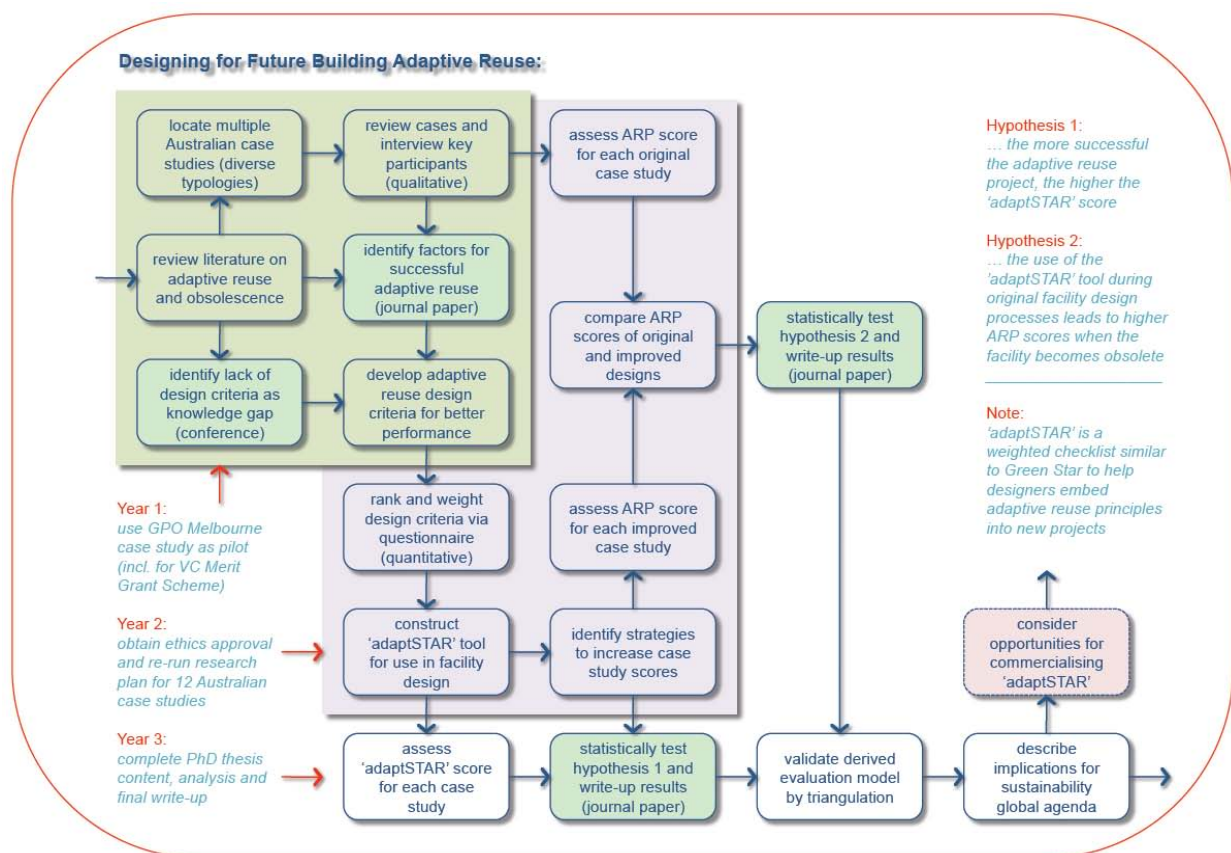 Designing for Future Building Adaptive Reuse:
locate multiple
Australian case
studies (diverse
typologies)
review cases and
interview key
participants
(qualitative)
assess ARP score
for each original
case study
review literature on
adaptive reuse
and obsolescence
identify factors for
successful
adaptive reuse
(journal paper)
compare ARP
scores of original
and improved
designs
statistically test
hypothesis 2 and
write-up results
(journal paper)
identify lack of
design criteria as
knowledge gap
(conference)
develop adaptive
reuse design
criteria for better
performance
rank and weight
design criteria via
questionnaire
(quantitative)
assess ARP score
for each improved
case study
construct
'adaptSTAR' tool
for use in facility
design
identify strategies
to increase case
study scores
assess
'adaptSTAR' score
for each case
study
statistically test
hypothesis 1 and
write-up results
(journal paper)
validate derived
evaluation model
by triangulation
describe
implications for
sustainability
global agenda
consider
opportunities for
commercialising
'adaptSTAR'
Year 1:
use GPO Melbourne
case study as pilot
(incl. for VC Merit
Grant Scheme)
Year 2:
obtain ethics approval
and re-run research
plan for 12 Australian
case studies
Year 3:
complete PhD thesis
content, analysis and
final write-up
Hypothesis 1:
… the more successful
the adaptive reuse
project, the higher the
'adaptSTAR' score
Hypothesis 2:
… the use of the
'adaptSTAR' tool during
original facility design
processes leads to higher
ARP scores when the
facility becomes obsolete
Note:
'adaptSTAR' is a
weighted checklist similar
to Green Star to help
designers embed
adaptive reuse principles
into new projects